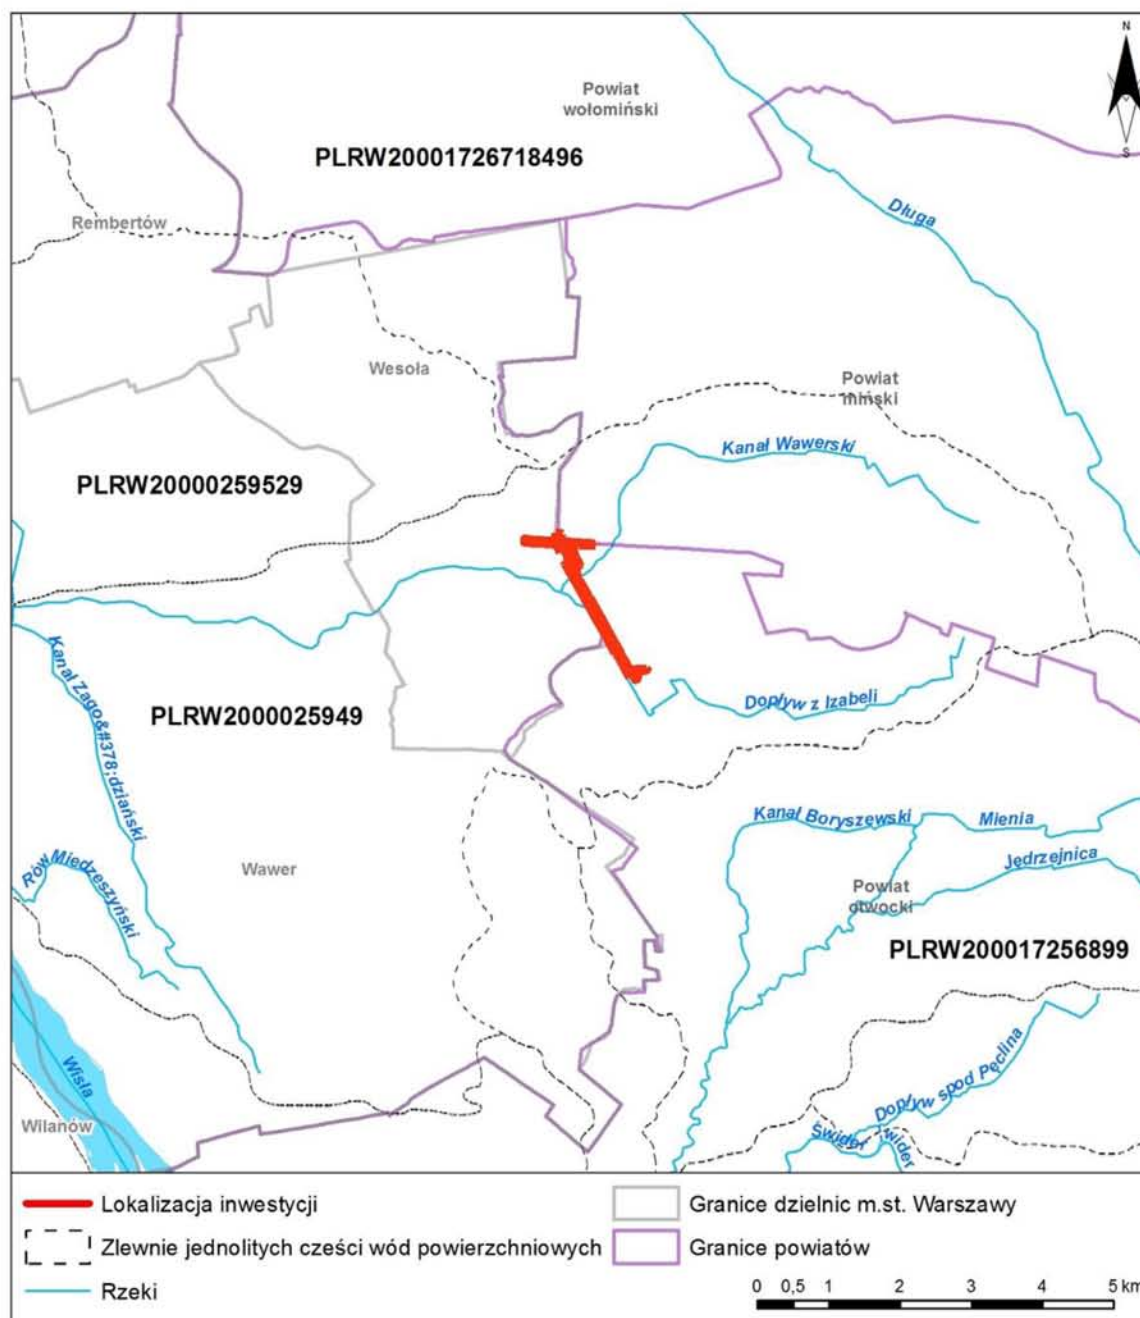 N
S
Powiat
wołomiński
PLRW20001726718496
Rembertów
Długa
Wesoła
Powiat
miński
Kanał Wawerski
PLRW20000259529
Kanał Zago&#378;dziański
PLRW2000025949
Dopływ z Izabeli
Kanał Boryszewski
Mienia
Jędrzejnica
Rów Miedzeszyński
Wawer
Powiat
otwocki
PLRW200017256899
Wisła
Wilanów
Dopływ spod Pęclina
Świder
wider
Lokalizacja inwestycji
Zlewnie jednolitych cześci wód powierzchniowych
Rzeki
Granice dzielnic m.st. Warszawy
Granice powiatów
0 0,5 1 2 3 4 5 km